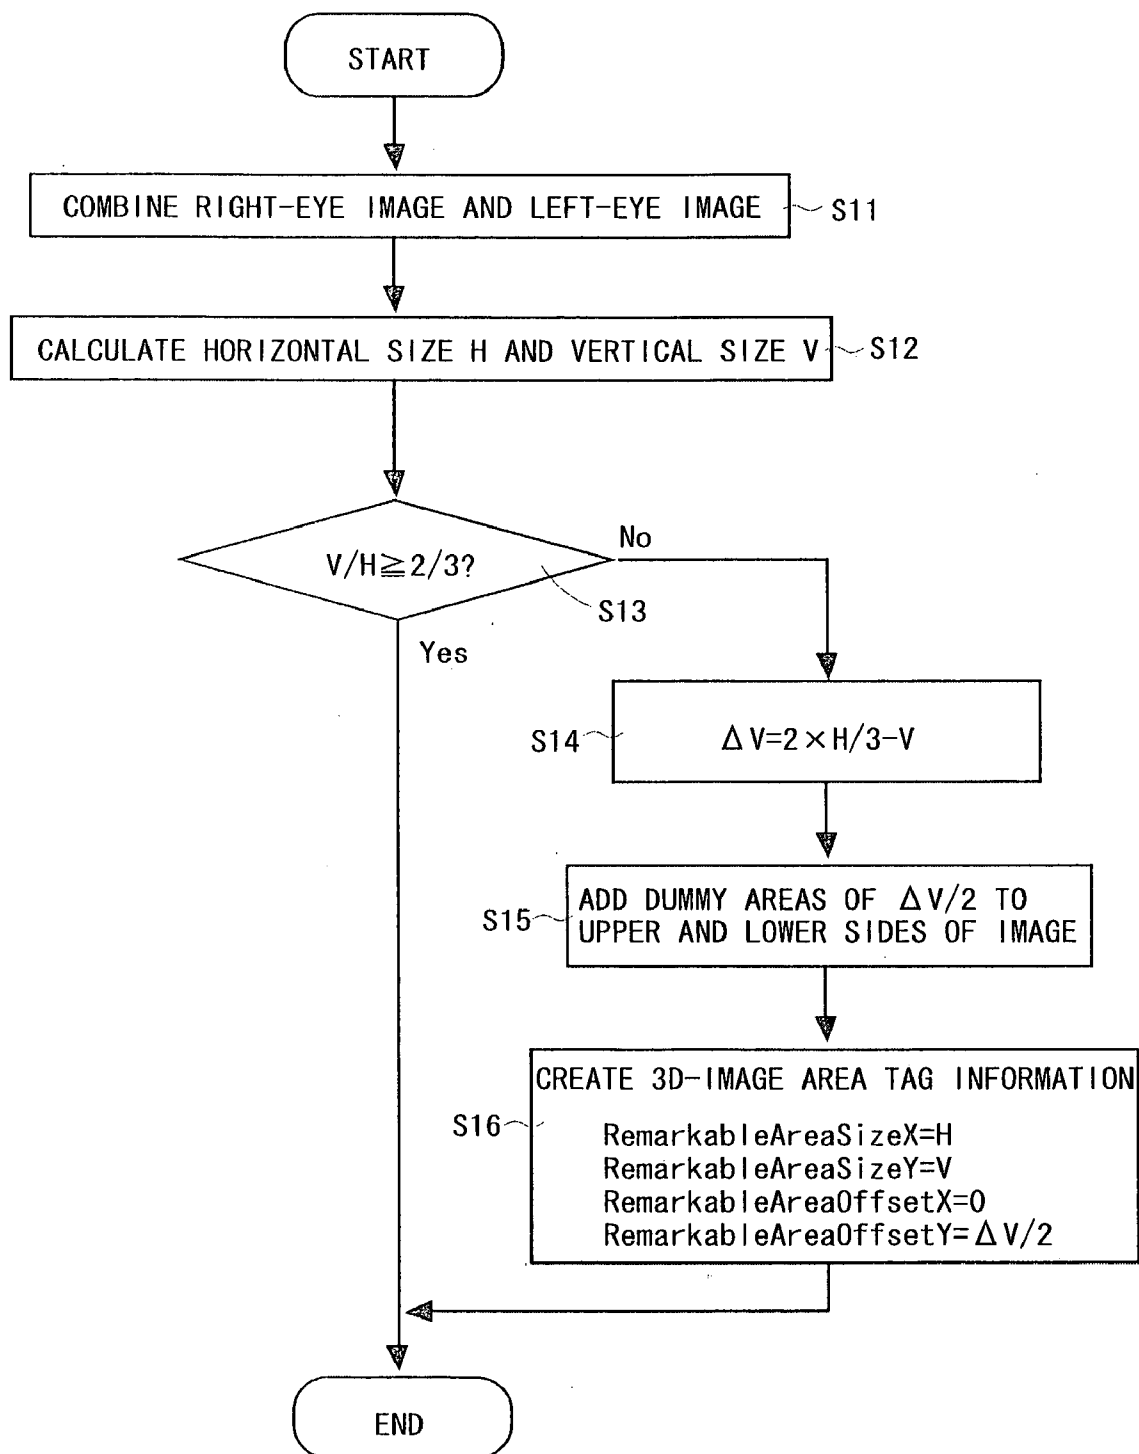 START
COMBINE RIGHT-EYE IMAGE AND LEFT-EYE IMAGE
S11
CALCULATE HORIZONTAL SIZE H AND VERTICAL SIZE V
S12
V/H≧2/3?
No
S13
Yes
S14
ΔV=2×H/3-V
S15
ADD DUMMY AREAS OF ΔV/2 TO
UPPER AND LOWER SIDES OF IMAGE
CREATE 3D-IMAGE AREA TAG INFORMATION
S16
RemarkableAreaSizeX=H
RemarkableAreaSizeY=V
RemarkableAreaOffsetX=0
RemarkableAreaOffsetY=ΔV/2
END